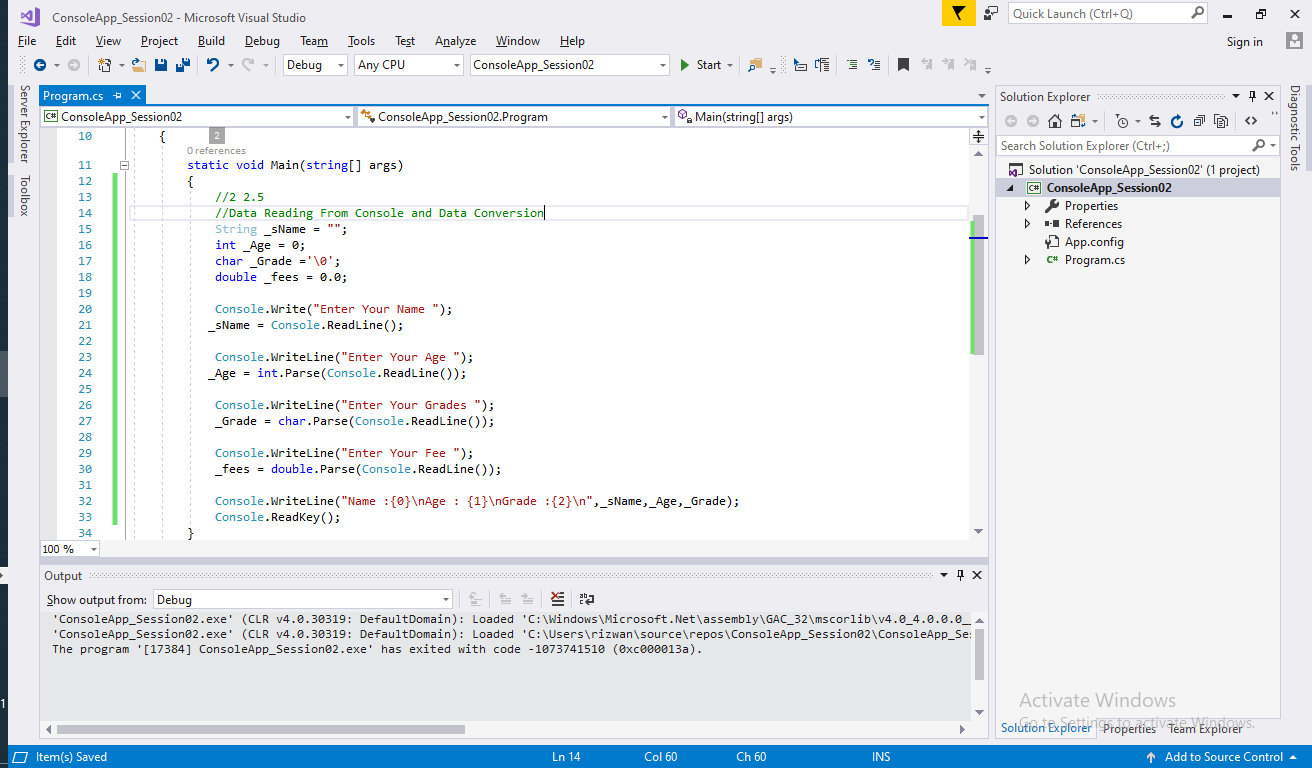 ConsoleApp_Session02 - Microsoft Visual Studio
Quick Launch (Ctrl+Q)
File Edit View Project Build Debug Team Tools Test Analyze Window Help
Sign in
Debug Any CPU ConsoleApp_Session02 Start
Server Explorer
Toolbox
Program.cs
C# ConsoleApp_Session02 ConsoleApp_Session02.Program Main(string[] args)
10 {
2
0 references
11 static void Main(string[] args)
12 {
13 //2 2.5
14 //Data Reading From Console and Data Conversion
15 String _sName = "";
16 int _Age = 0;
17 char _Grade ='\0';
18 double _fees = 0.0;
19
20 Console.Write("Enter Your Name ");
21 _sName = Console.ReadLine();
22
23 Console.WriteLine("Enter Your Age ");
24 _Age = int.Parse(Console.ReadLine());
25
26 Console.WriteLine("Enter Your Grades ");
27 _Grade = char.Parse(Console.ReadLine());
28
29 Console.WriteLine("Enter Your Fee ");
30 _fees = double.Parse(Console.ReadLine());
31
32 Console.WriteLine("Name :{0}\nAge : {1}\nGrade :{2}\n",_sName,_Age,_Grade);
33 Console.ReadKey();
34 }
100 %
Output
Show output from: Debug
'ConsoleApp_Session02.exe' (CLR v4.0.30319: DefaultDomain): Loaded 'C:\Windows\Microsoft.Net\assembly\GAC_32\mscorlib\v4.0_4.0.0.0__
'ConsoleApp_Session02.exe' (CLR v4.0.30319: DefaultDomain): Loaded 'C:\Users\rizwan\source\repos\ConsoleApp_Session02\ConsoleApp_Se
The program '[17384] ConsoleApp_Session02.exe' has exited with code -1073741510 (0xc000013a).
Solution Explorer
Search Solution Explorer (Ctrl+;)
Solution 'ConsoleApp_Session02' (1 project)
C# ConsoleApp_Session02
Properties
References
App.config
C# Program.cs
Diagnostic Tools
Activate Windows
Go to Settings to activate Windows.
Solution Explorer Properties Team Explorer
1
Item(s) Saved Ln 14 Col 60 Ch 60 INS Add to Source Control